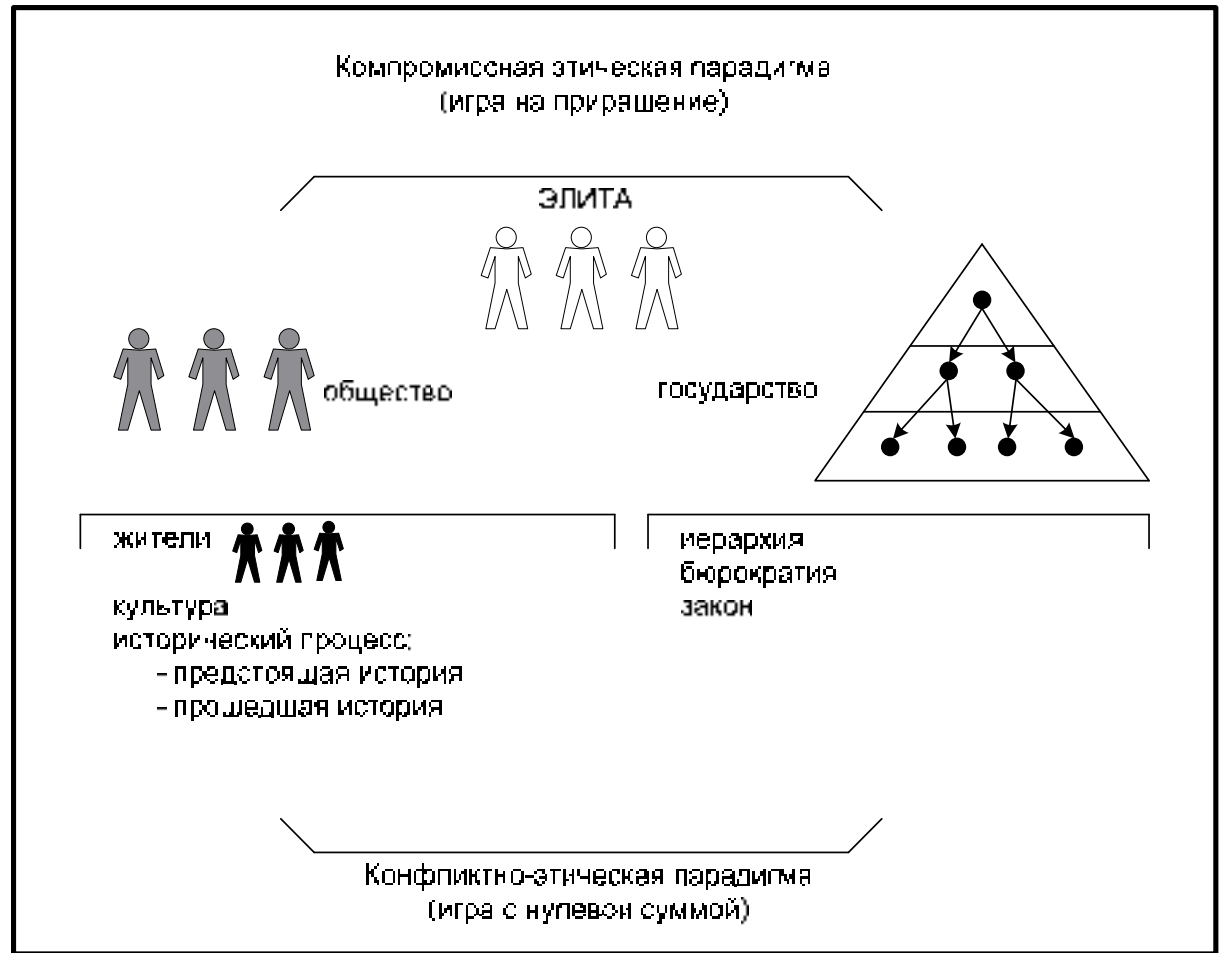 Компромиссная этическая парадигма
(игра на приращение)
ЭЛИТА
общество
государство
жители
культура
исторический процесс:
– предстоящая история
– прошедшая история
иерархия
бюрократия
закон
Конфликтно-этическая парадигма
(игра с нулевой суммой)